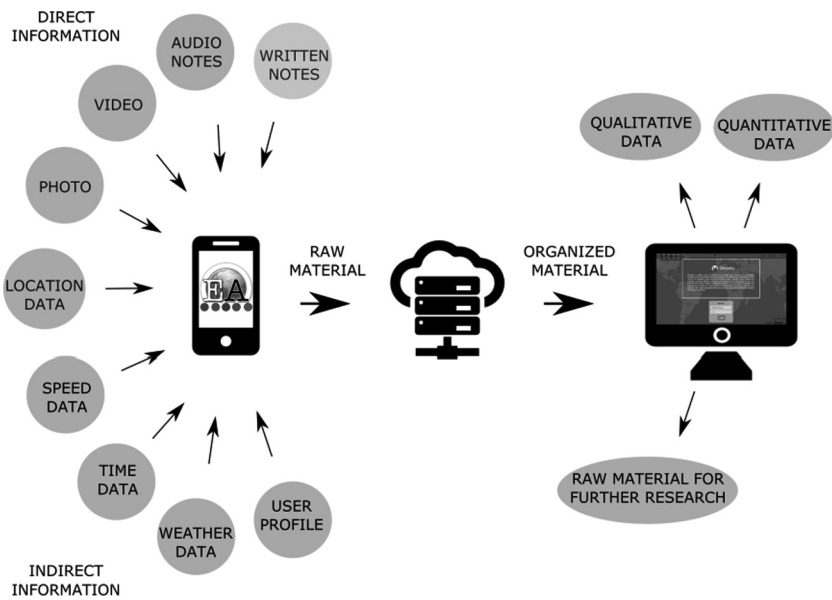 DIRECT
INFORMATION
AUDIO
NOTES
WRITTEN
NOTES
VIDEO
PHOTO
LOCATION
DATA
SPEED
DATA
TIME
DATA
WEATHER
DATA
USER
PROFILE
INDIRECT
INFORMATION
EA
RAW
MATERIAL
ORGANIZED
MATERIAL
QUALITATIVE
DATA
QUANTITATIVE
DATA
RAW MATERIAL FOR
FURTHER RESEARCH